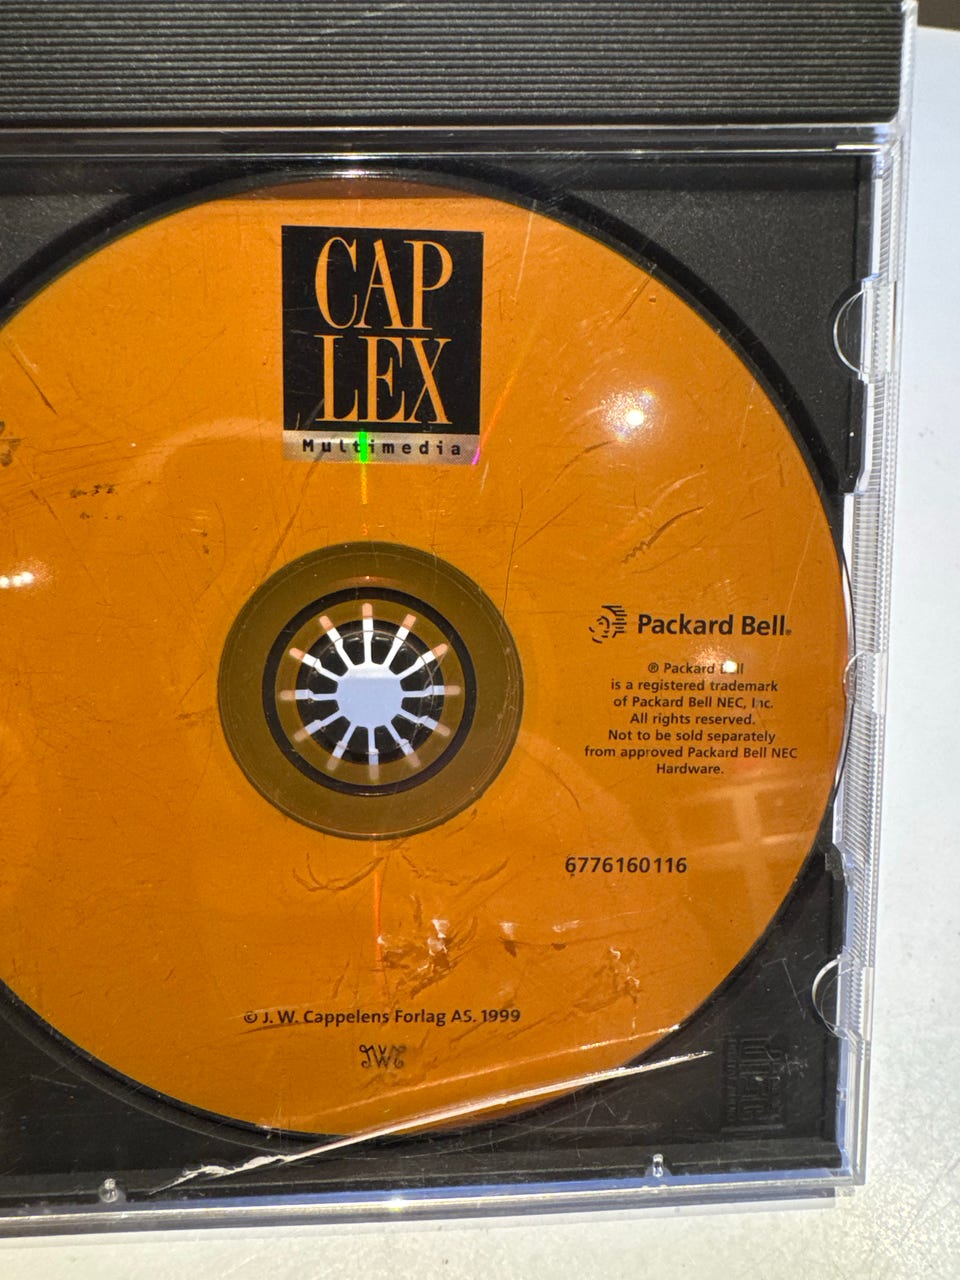 CAP
LEX
Multimedia
Packard Bell®
® Packard Bell
is a registered trademark
of Packard Bell NEC, Inc.
All rights reserved.
Not to be sold separately
from approved Packard Bell NEC
Hardware.
6776160116
© J. W. Cappelens Forlag AS. 1999